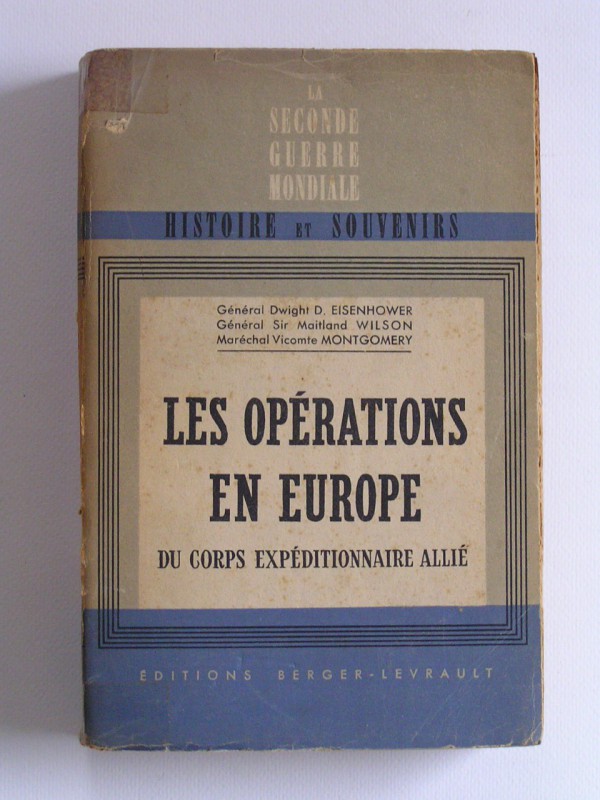 LA
SECONDE
GUERRE
MONDIALE
HISTOIRE ET SOUVENIRS
Général Dwight D. EISENHOWER
Général Sir Maitland WILSON
Maréchal Vicomte MONTGOMERY
LES OPÉRATIONS
EN EUROPE
DU CORPS EXPÉDITIONNAIRE ALLIÉ
ÉDITIONS BERGER-LEVRAULT